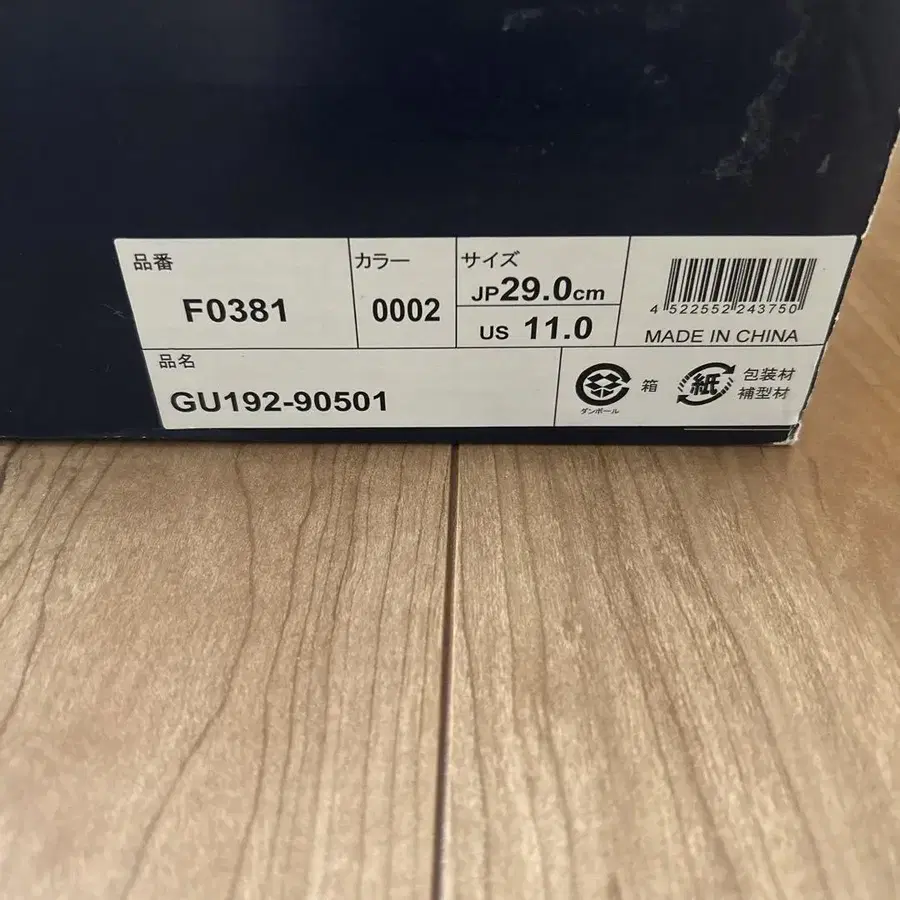 品番
F0381
カラー
0002
サイズ
JP29.0cm
US 11.0
4 522552 243750
MADE IN CHINA
品名
GU192-90501
ダンボール
箱
紙
包装材
補型材